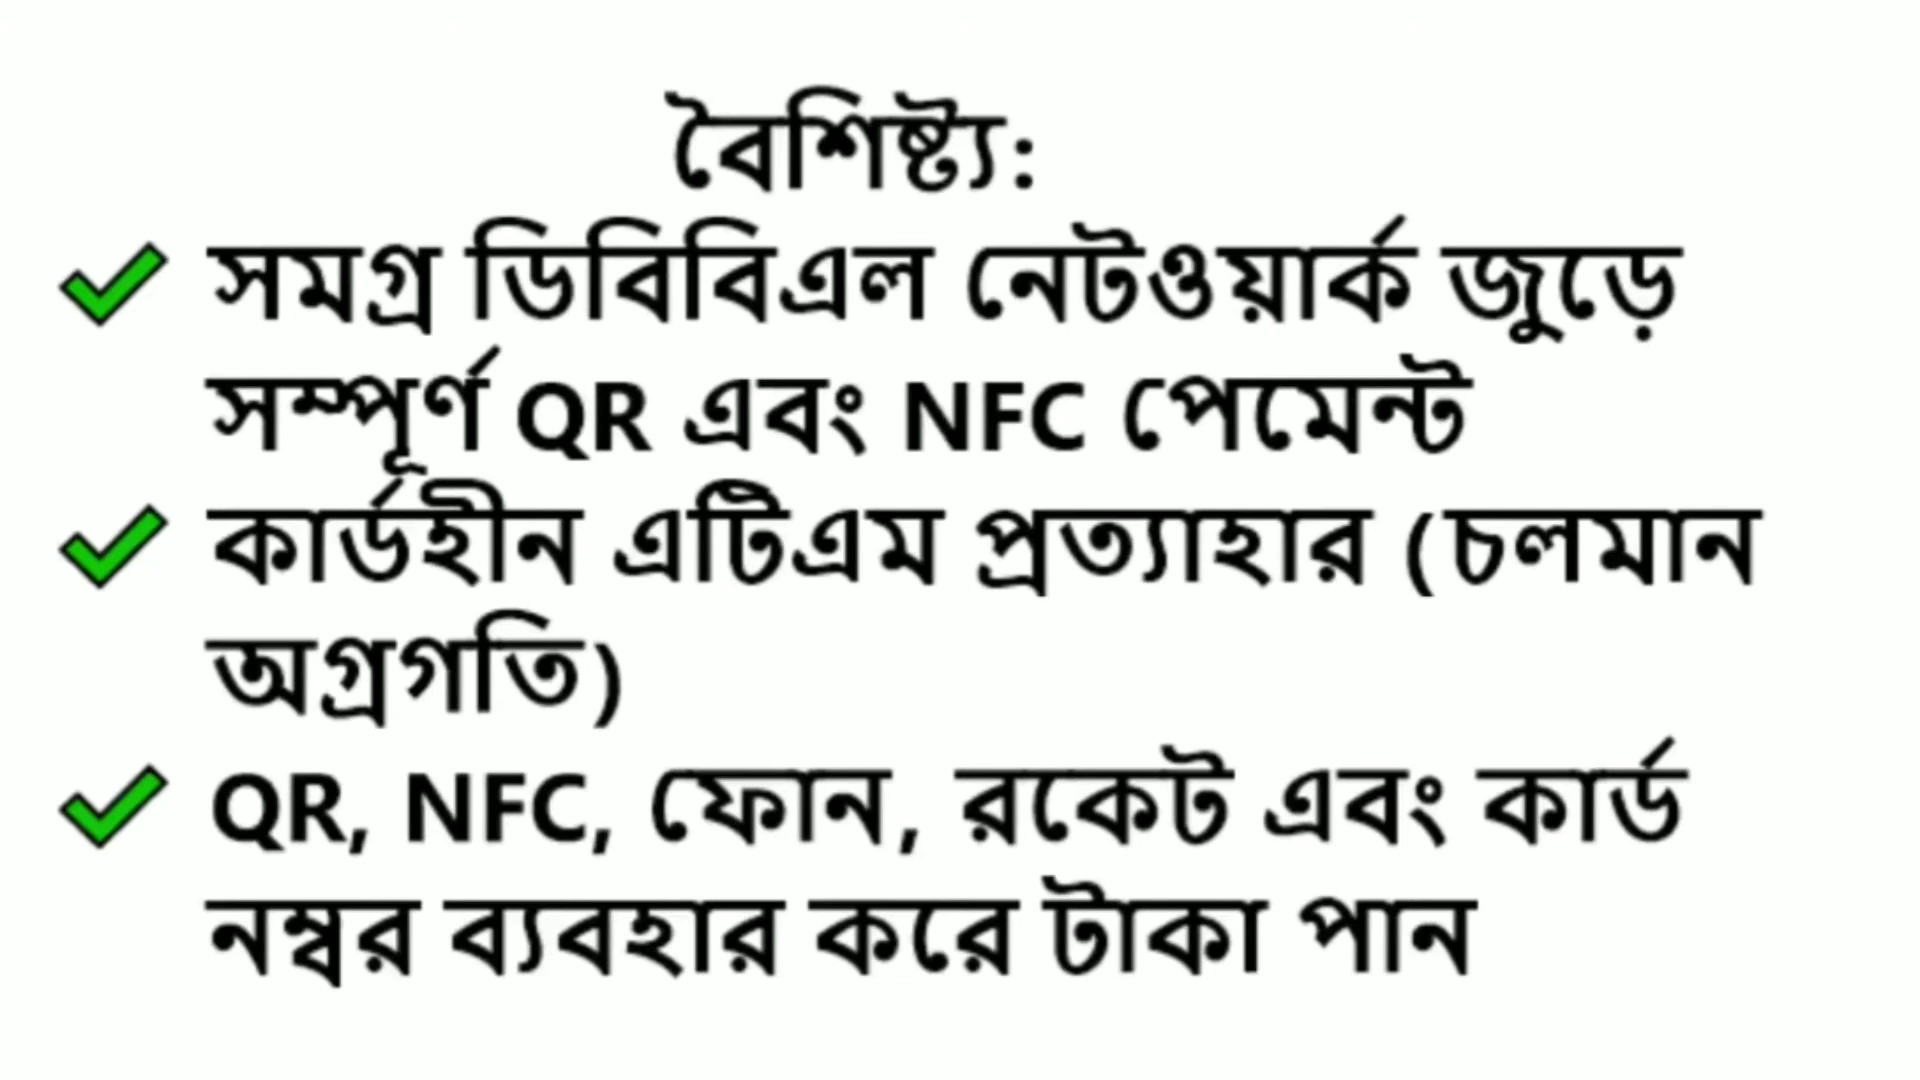 বৈশিষ্ট্য:
সমগ্র ডিবিবিএল নেটওয়ার্ক জুড়ে
সম্পূর্ণ QR এবং NFC পেমেন্ট
কার্ডহীন এটিএম প্রত্যাহার (চলমান
অগ্রগতি)
QR, NFC, ফোন, রকেট এবং কার্ড
নম্বর ব্যবহার করে টাকা পান